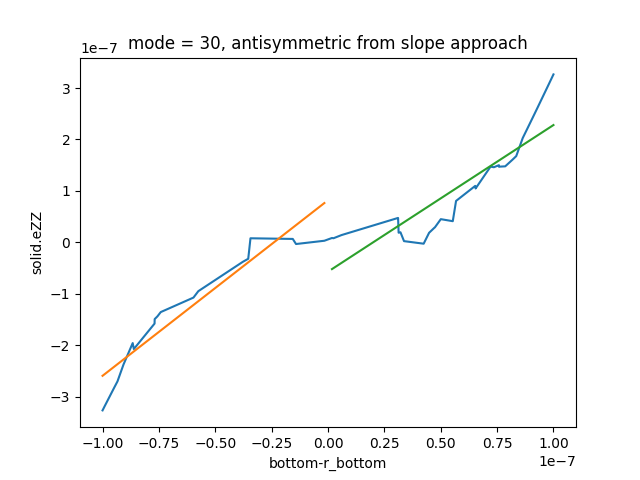 1e−7 mode = 30, antisymmetric from slope approach
3
2
1
0
−1
−2
−3
solid.eZZ
−1.00 −0.75 −0.50 −0.25 0.00 0.25 0.50 0.75 1.00
bottom-r_bottom 1e−7